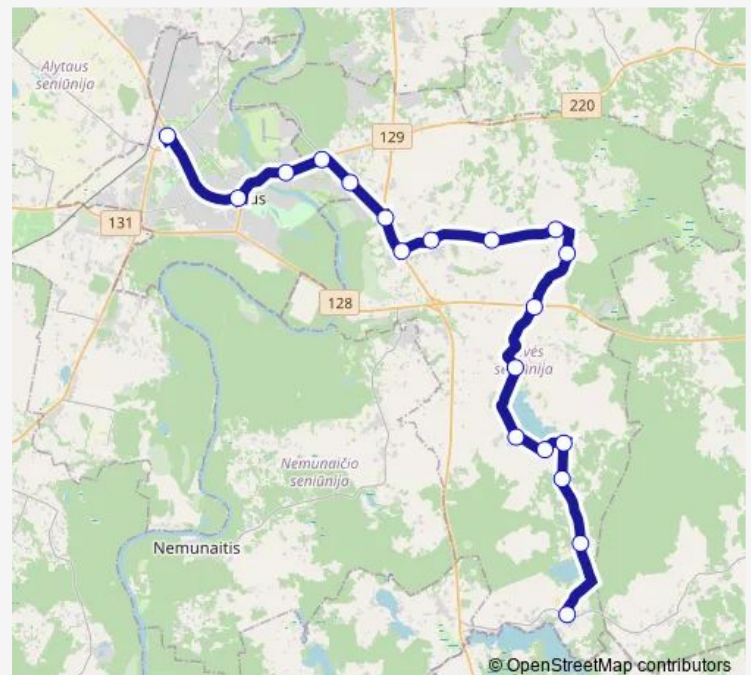 Alytaus
seniūnija
220
129
us
131
128
vės
seniūnija
Nemunaičio
seniūnija
Nemunaitis
© OpenStreetMap contributors